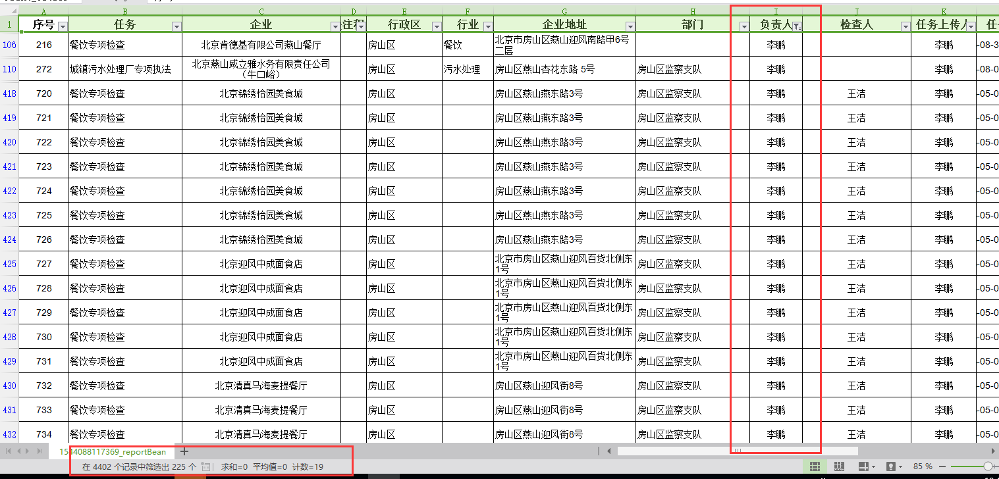 A B C D E F G H I J K
1 序号 任务 企业 注程 行政区 行业 企业地址 部门 负责人 检查人 任务上传人 任
106 216 餐饮专项检查 北京肯德基有限公司燕山餐厅 房山区 餐饮 北京市房山区燕山迎风南路甲6号 李鹏 李鹏 -08-3
二层
110 272 城镇污水处理厂专项执法 北京燕山威立雅水务有限责任公司 房山区 污水处理 房山区燕山杏花东路 5号 房山区监察支队 李鹏 李鹏 -08-0
（牛口峪）
418 720 餐饮专项检查 北京锦绣怡园美食城 房山区 房山区燕山燕东路3号 房山区监察支队 李鹏 王洁 李鹏 -05-0
419 721 餐饮专项检查 北京锦绣怡园美食城 房山区 房山区燕山燕东路3号 房山区监察支队 李鹏 王洁 李鹏 -05-0
420 722 餐饮专项检查 北京锦绣怡园美食城 房山区 房山区燕山燕东路3号 房山区监察支队 李鹏 王洁 李鹏 -05-0
421 723 餐饮专项检查 北京锦绣怡园美食城 房山区 房山区燕山燕东路3号 房山区监察支队 李鹏 王洁 李鹏 -05-0
422 724 餐饮专项检查 北京锦绣怡园美食城 房山区 房山区燕山燕东路3号 房山区监察支队 李鹏 王洁 李鹏 -05-0
423 725 餐饮专项检查 北京锦绣怡园美食城 房山区 房山区燕山燕东路3号 房山区监察支队 李鹏 王洁 李鹏 -05-0
424 726 餐饮专项检查 北京锦绣怡园美食城 房山区 房山区燕山燕东路3号 房山区监察支队 李鹏 王洁 李鹏 -05-0
425 727 餐饮专项检查 北京迎风中成面食店 房山区 北京市房山区燕山迎风百货北侧东 房山区监察支队 李鹏 王洁 李鹏 -05-0
1号
426 728 餐饮专项检查 北京迎风中成面食店 房山区 北京市房山区燕山迎风百货北侧东 房山区监察支队 李鹏 王洁 李鹏 -05-0
1号
427 729 餐饮专项检查 北京迎风中成面食店 房山区 北京市房山区燕山迎风百货北侧东 房山区监察支队 李鹏 王洁 李鹏 -05-0
1号
428 730 餐饮专项检查 北京迎风中成面食店 房山区 北京市房山区燕山迎风百货北侧东 房山区监察支队 李鹏 王洁 李鹏 -05-0
1号
429 731 餐饮专项检查 北京迎风中成面食店 房山区 北京市房山区燕山迎风百货北侧东 房山区监察支队 李鹏 王洁 李鹏 -05-0
1号
430 732 餐饮专项检查 北京清真马海麦提餐厅 房山区 房山区燕山迎风街8号 房山区监察支队 李鹏 王洁 李鹏 -05-0
431 733 餐饮专项检查 北京清真马海麦提餐厅 房山区 房山区燕山迎风街8号 房山区监察支队 李鹏 王洁 李鹏 -05-0
432 734 餐饮专项检查 北京清真马海麦提餐厅 房山区 房山区燕山迎风街8号 房山区监察支队 李鹏 王洁 李鹏 -05-0
1544088117369_reportBean
在 4402 个记录中筛选出 225 个 求和=0 平均值=0 计数=19 85 %